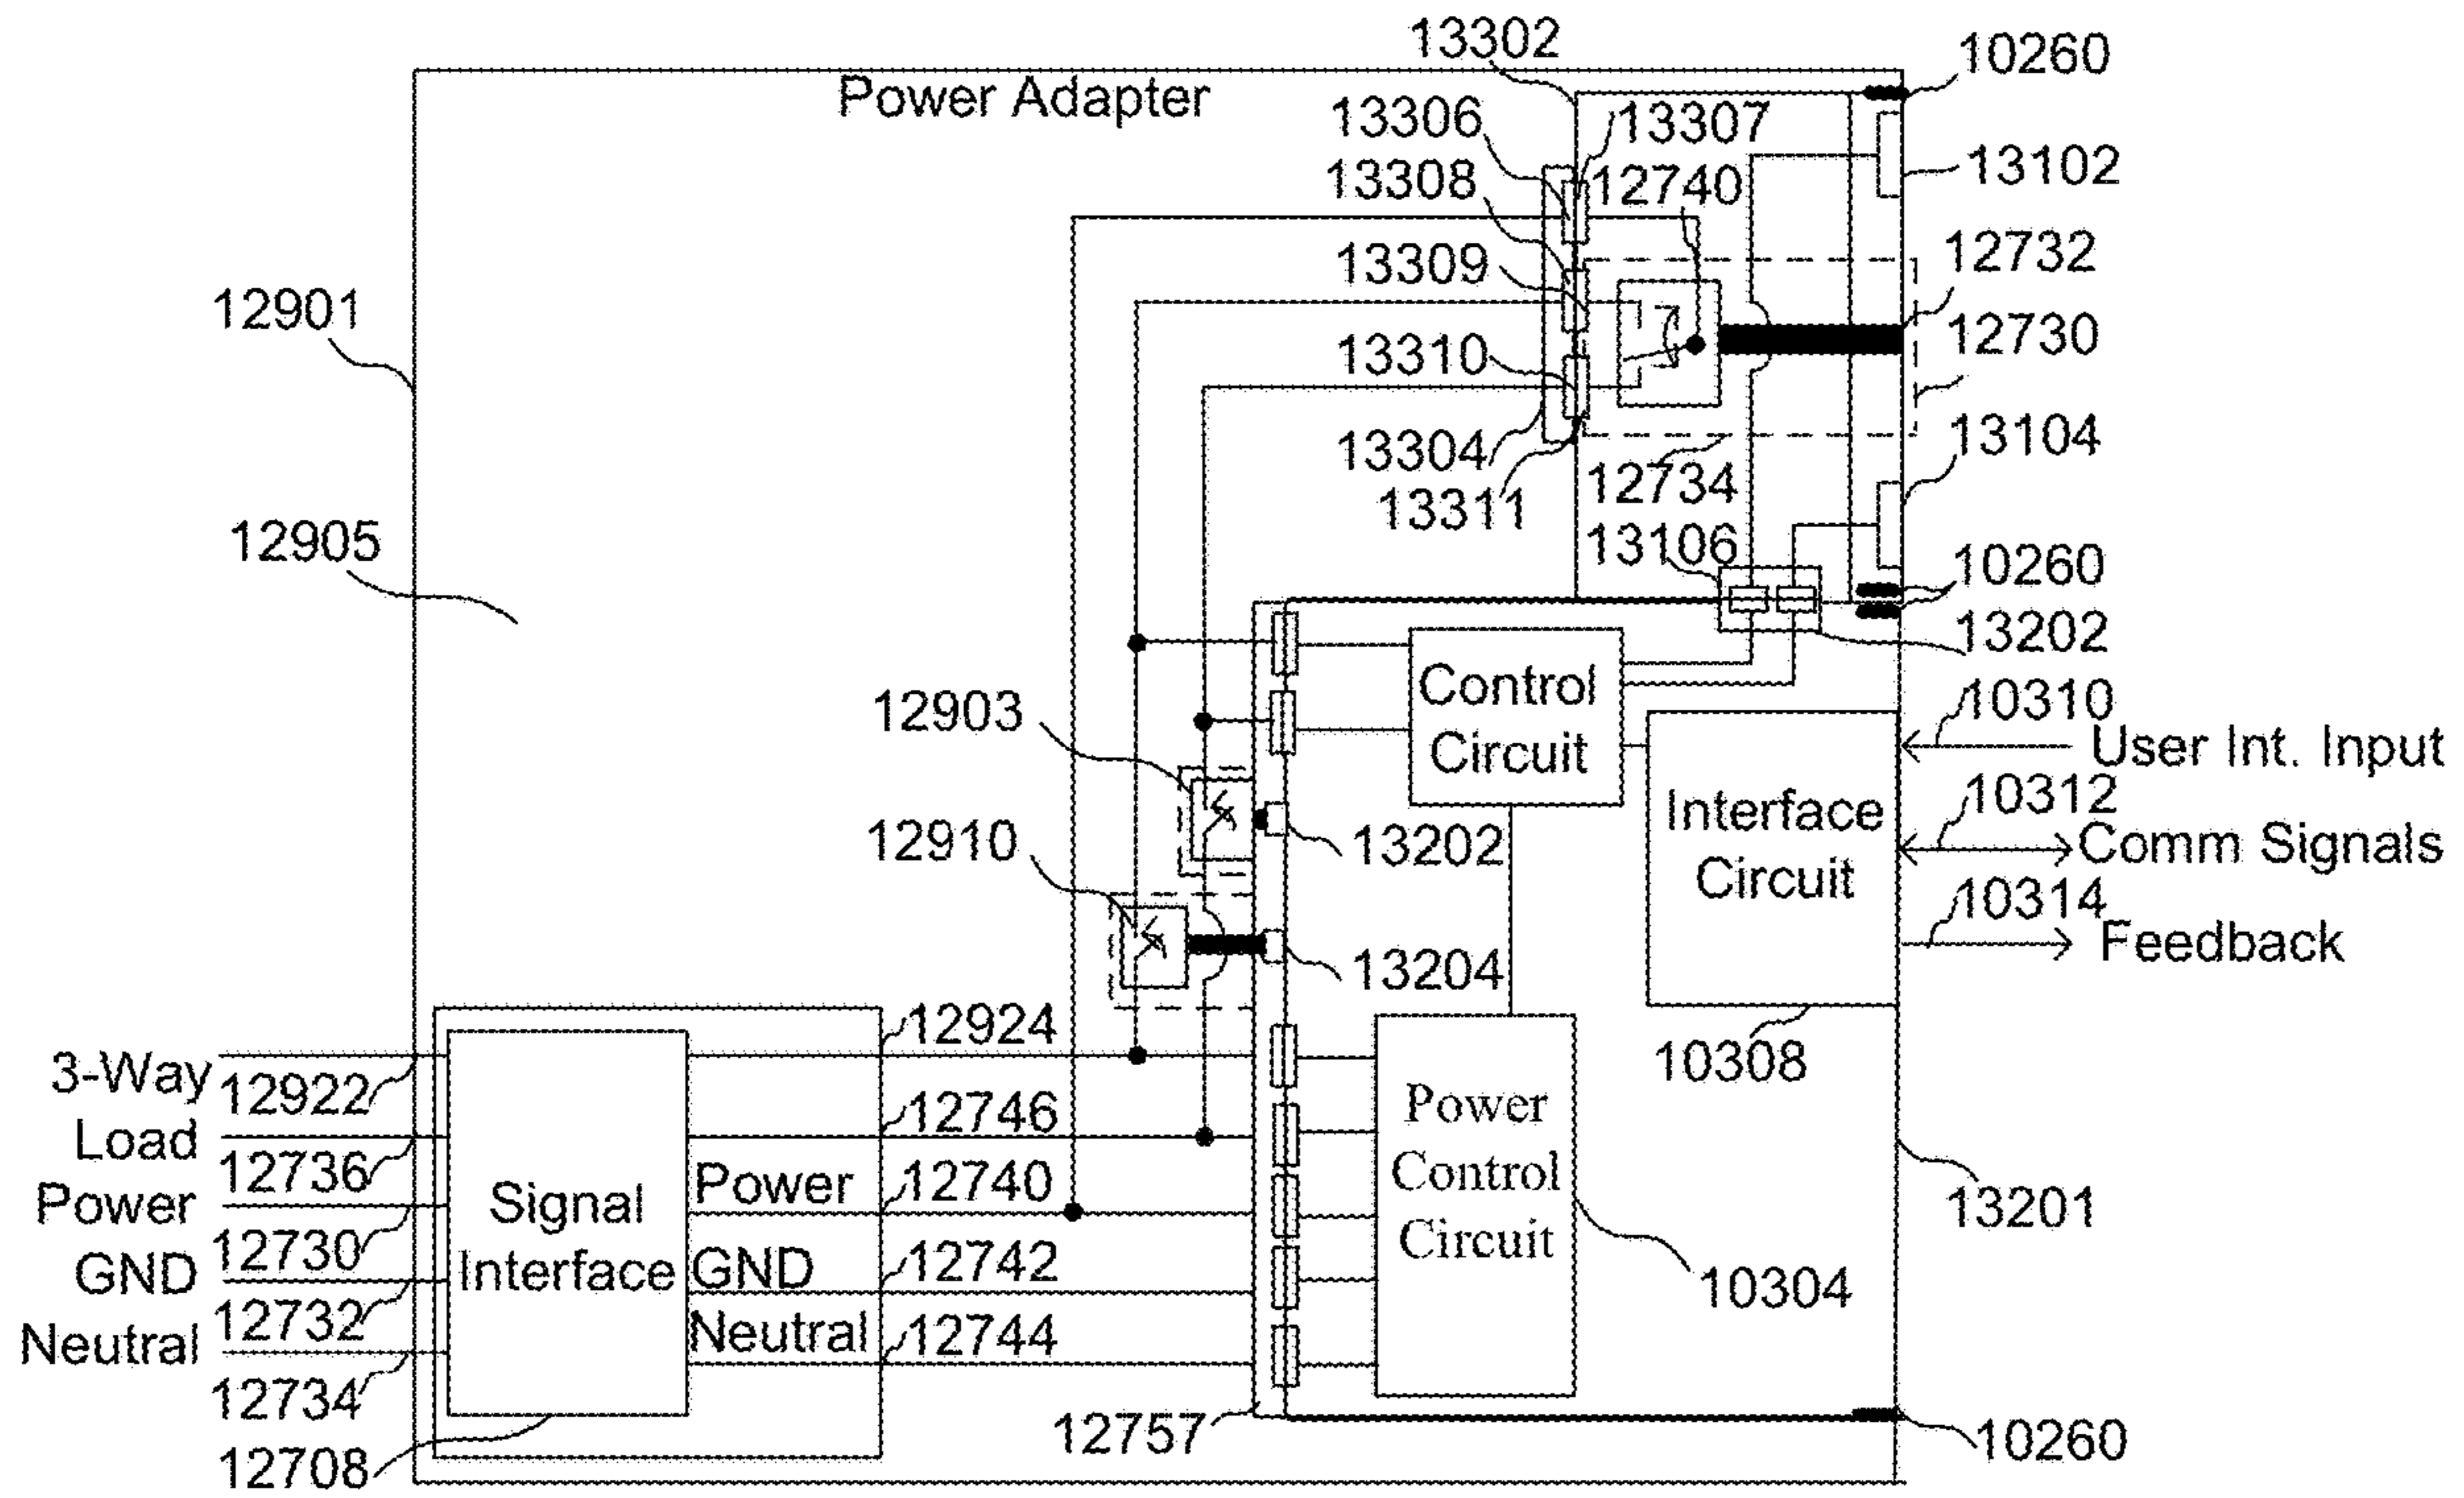 13302
10260
Power Adapter
13306
13307
13308
12740
13102
13309
12732
12901
13310
12730
13304
12734
13104
13311
12905
13106
10260
13202
12903
Control
Circuit
10310
User Int. Input
Interface
Circuit
10312
Comm Signals
12910
13202
10314
Feedback
13204
12924
10308
3-Way
12922
Load
12746
Power
Control
Circuit
12736
Power
12740
Power
Signal
Interface
13201
12730
GND
GND
12742
10304
12732
Neutral
Neutral
12744
12734
12757
10260
12708